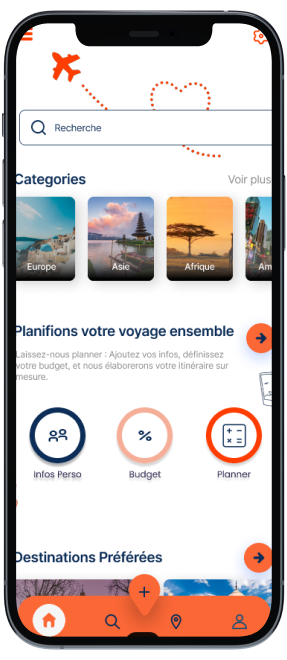 Recherche
Categories
Voir plus
Europe
Asie
Afrique
Am
Planifions votre voyage ensemble
Laissez-nous planner : Ajoutez vos infos, définissez
votre budget, et nous élaborerons votre itinéraire sur
mesure.
Infos Perso
Budget
Planner
Destinations Préférées